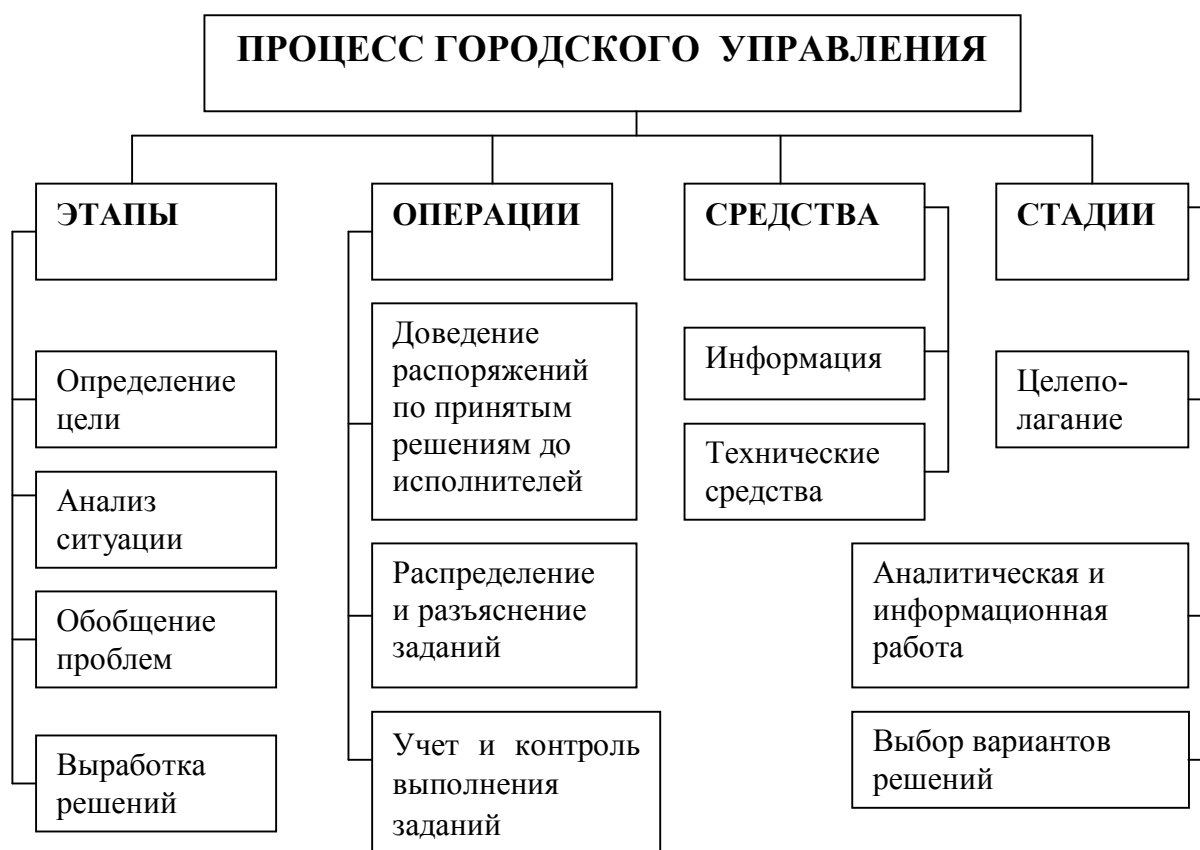 ПРОЦЕСС ГОРОДСКОГО УПРАВЛЕНИЯ
ЭТАПЫ
Определение
цели
Анализ
ситуации
Обобщение
проблем
Выработка
решений
ОПЕРАЦИИ
Доведение
распоряжений
по принятым
решениям до
исполнителей
Распределение
и разъяснение
заданий
Учет и контроль
выполнения
заданий
СРЕДСТВА
Информация
Технические
средства
СТАДИИ
Целепо-
лагание
Аналитическая и
информационная
работа
Выбор вариантов
решений